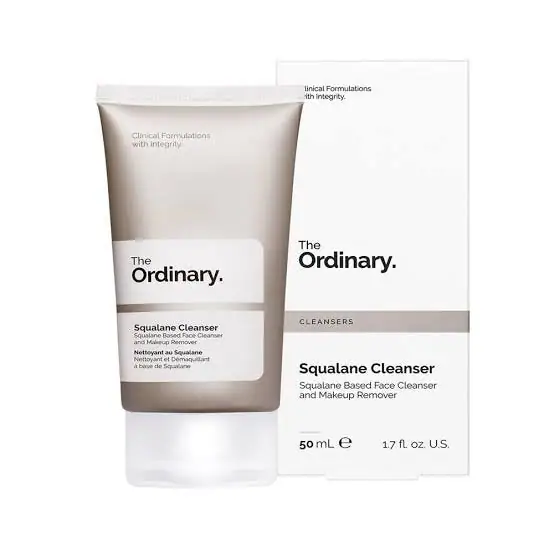 Clinical Formulations
with Integrity.
The
Ordinary.
Squalane Cleanser
Squalane Based Face Cleanser
and Makeup Remover
Nettoyant au Squalane
Nettoyant et Démaquillant
à base de Squalane
Clinical Formulations
with Integrity.
The
Ordinary.
CLEANSERS
Squalane Cleanser
Squalane Based Face Cleanser
and Makeup Remover
50 mL ℮ 1.7 fl. oz. U.S.